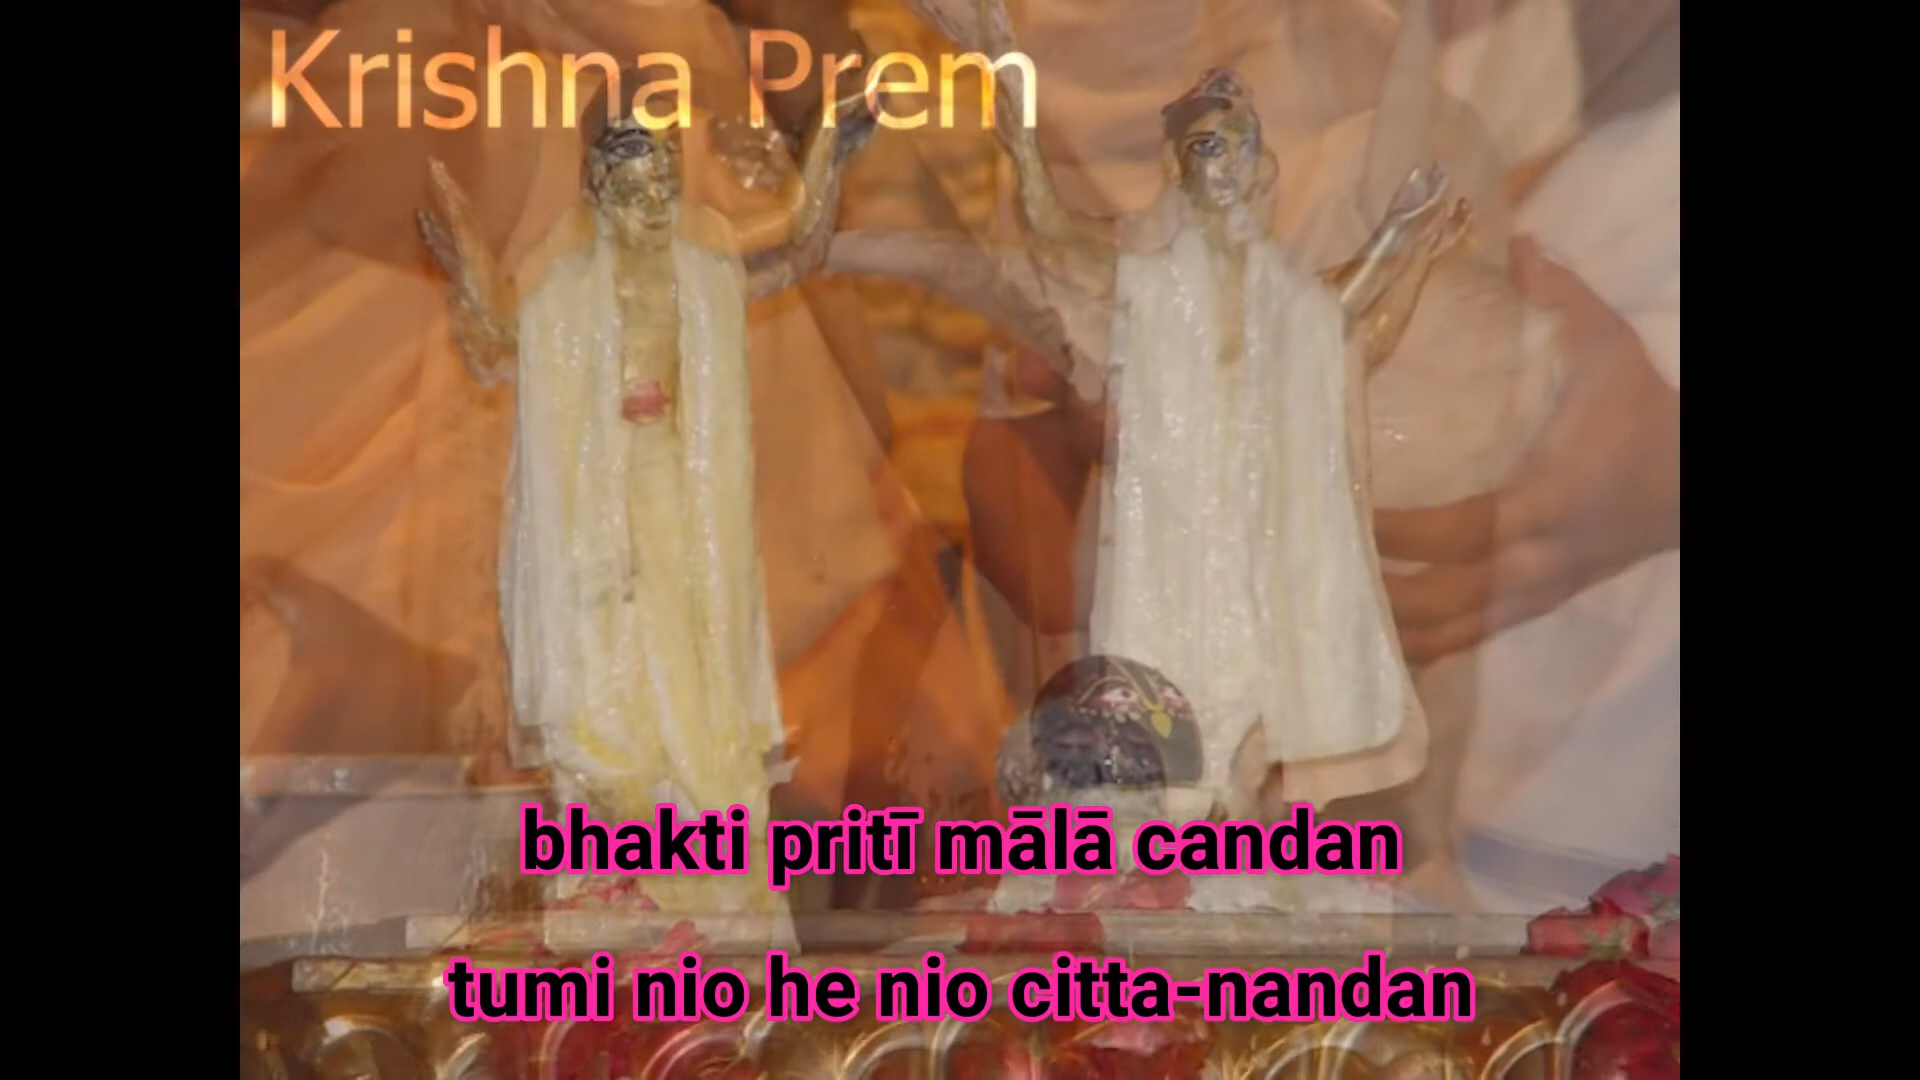 Krishna Prem
bhakti pritī mālā candan
tumi nio he nio citta-nandan